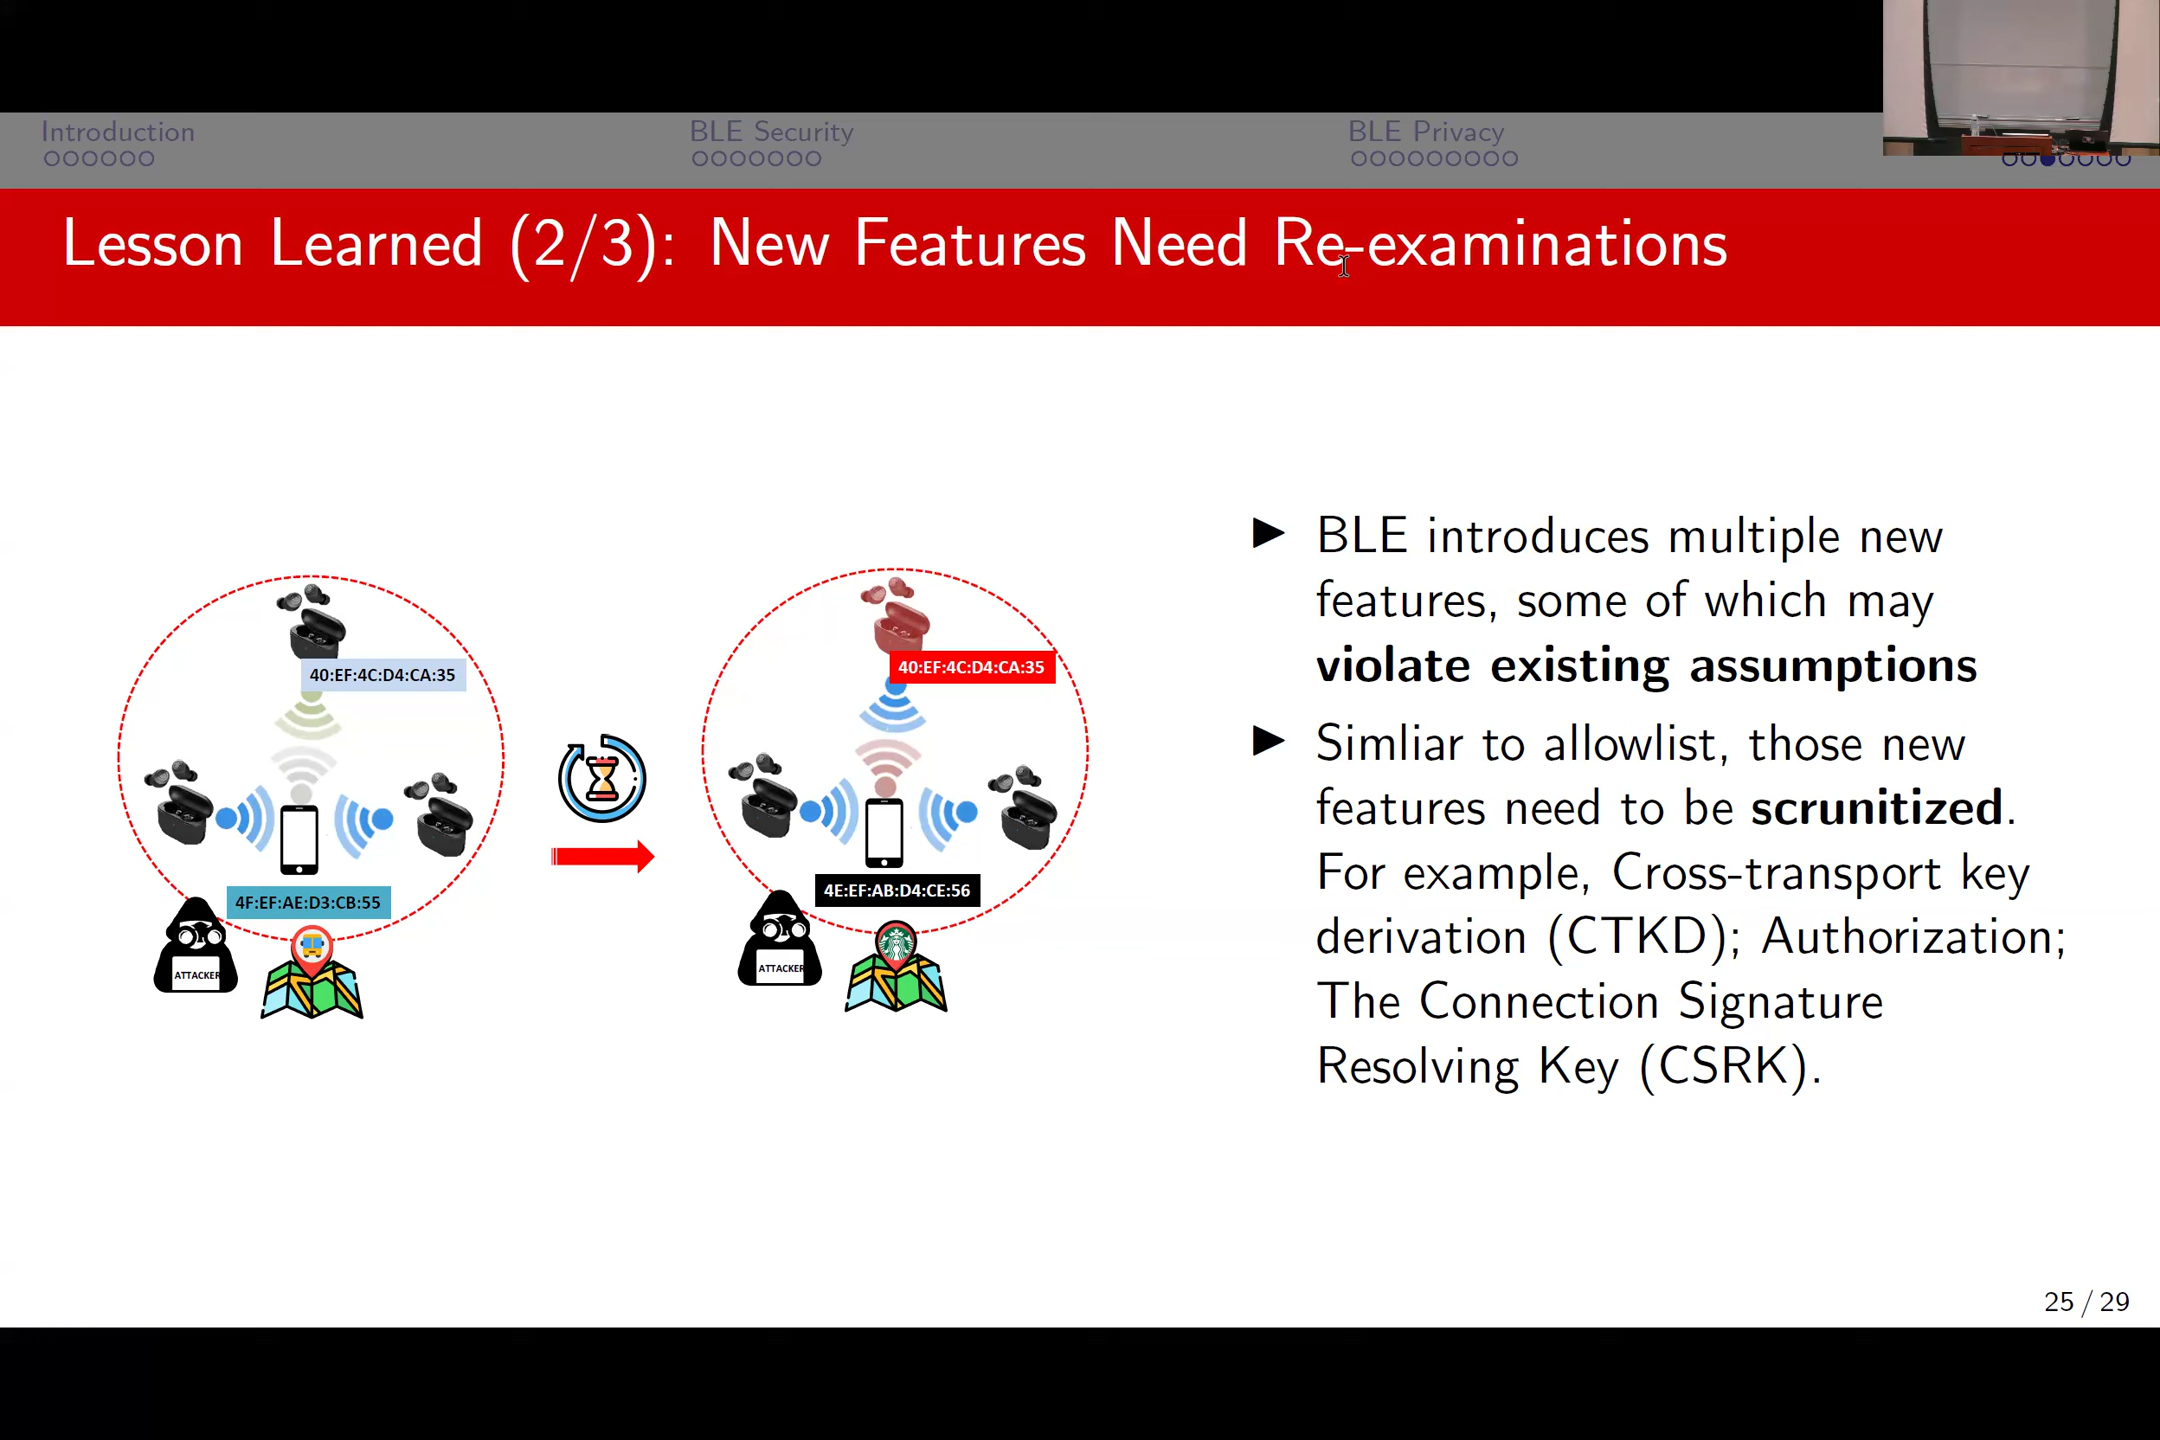 Introduction
BLE Security
BLE Privacy
Lesson Learned (2/3): New Features Need Re-examinations
40:EF:4C:D4:CA:35
4F:EF:AE:D3:CB:55
ATTACKER
40:EF:4C:D4:CA:35
4E:EF:AB:D4:CE:56
ATTACKER
► BLE introduces multiple new
features, some of which may
violate existing assumptions
► Simliar to allowlist, those new
features need to be scrunitized.
For example, Cross-transport key
derivation (CTKD); Authorization;
The Connection Signature
Resolving Key (CSRK).
25 / 29